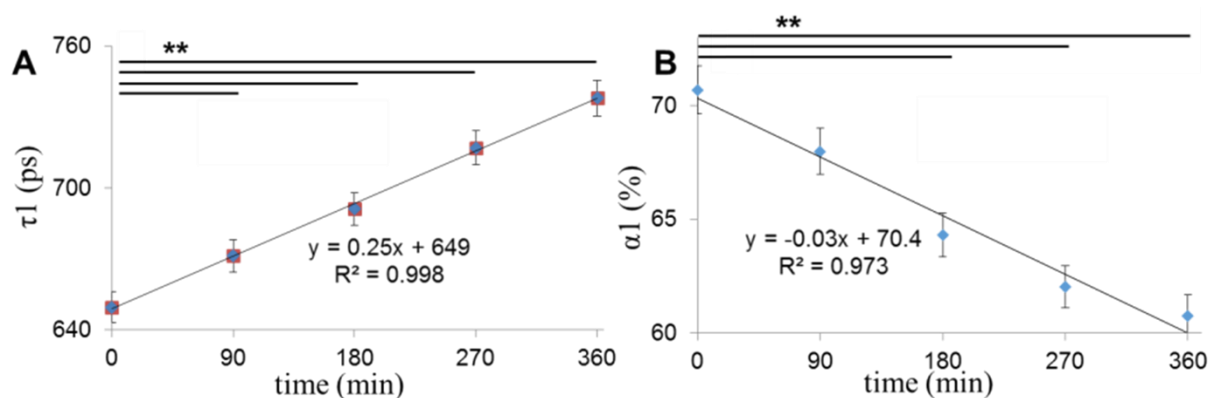 A
**
760
700
640
τ1 (ps)
y = 0.25x + 649
R² = 0.998
0 90 180 270 360
time (min)
B
**
70
65
60
α1 (%)
y = -0.03x + 70.4
R² = 0.973
0 90 180 270 360
time (min)